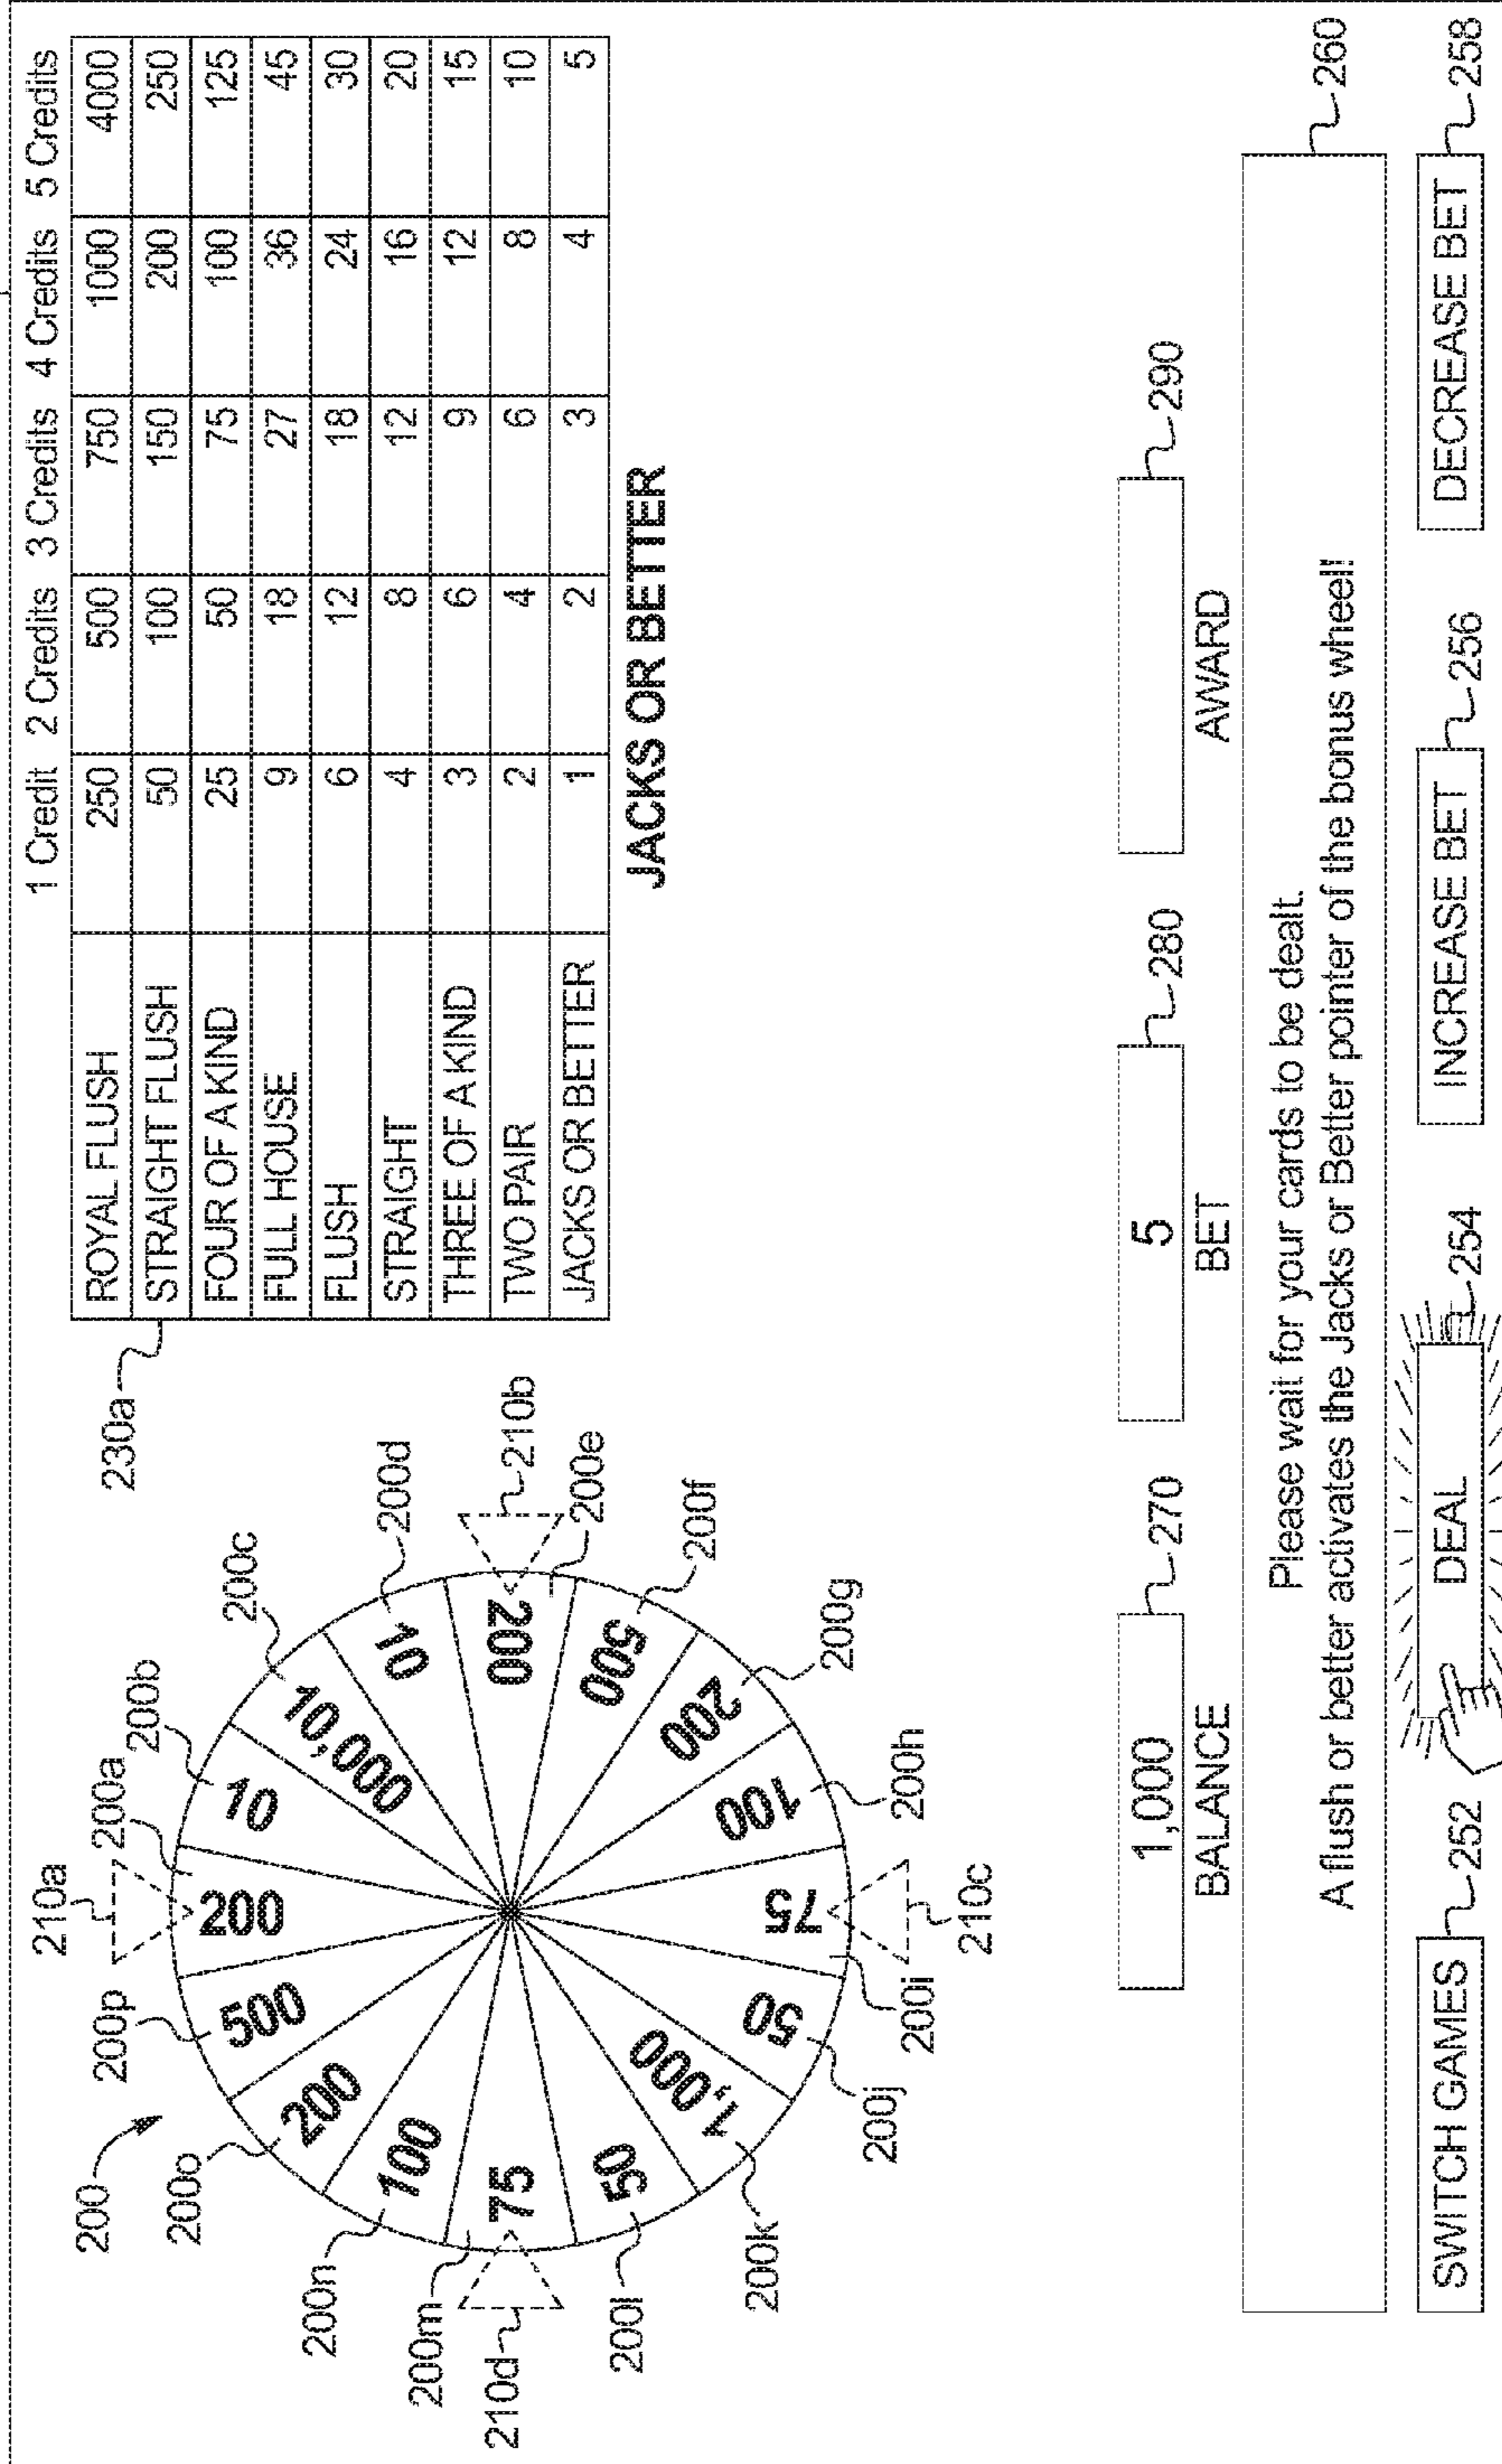 200
210a
200a
200b
200c
200d
210b
200e
200f
200g
200h
210c
200i
200j
200k
200l
210d
200m
200n
200o
200p
200
10
10,000
10
200
500
200
100
75
50
1,000
50
75
100
200
500
230a
1 Credit 2 Credits 3 Credits 4 Credits 5 Credits
ROYAL FLUSH 250 500 750 1000 4000
STRAIGHT FLUSH 50 100 150 200 250
FOUR OF A KIND 25 50 75 100 125
FULL HOUSE 9 18 27 36 45
FLUSH 6 12 18 24 30
STRAIGHT 4 8 12 16 20
THREE OF A KIND 3 6 9 12 15
TWO PAIR 2 4 6 8 10
JACKS OR BETTER 1 2 3 4 5
JACKS OR BETTER
1,000 270 5 280 290
BALANCE BET AWARD
Please wait for your cards to be dealt.
A flush or better activates the Jacks or Better pointer of the bonus wheel!
260
SWITCH GAMES 252 DEAL 254 INCREASE BET 256 DECREASE BET 258